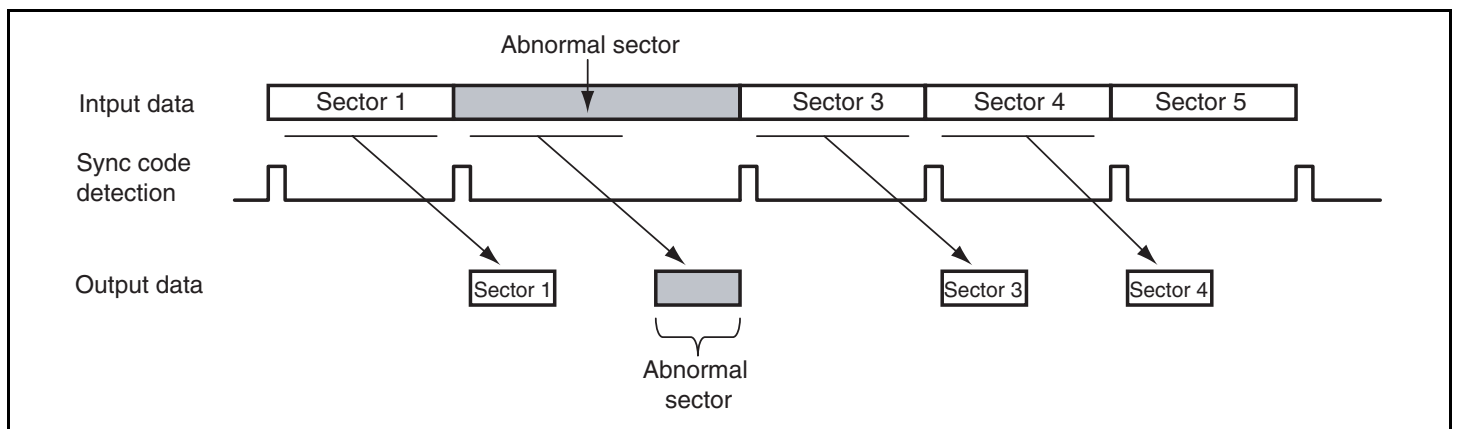 Abnormal sector
Intput data
Sector 1
Sector 3
Sector 4
Sector 5
Sync code
detection
Output data
Sector 1
Sector 3
Sector 4
Abnormal
sector